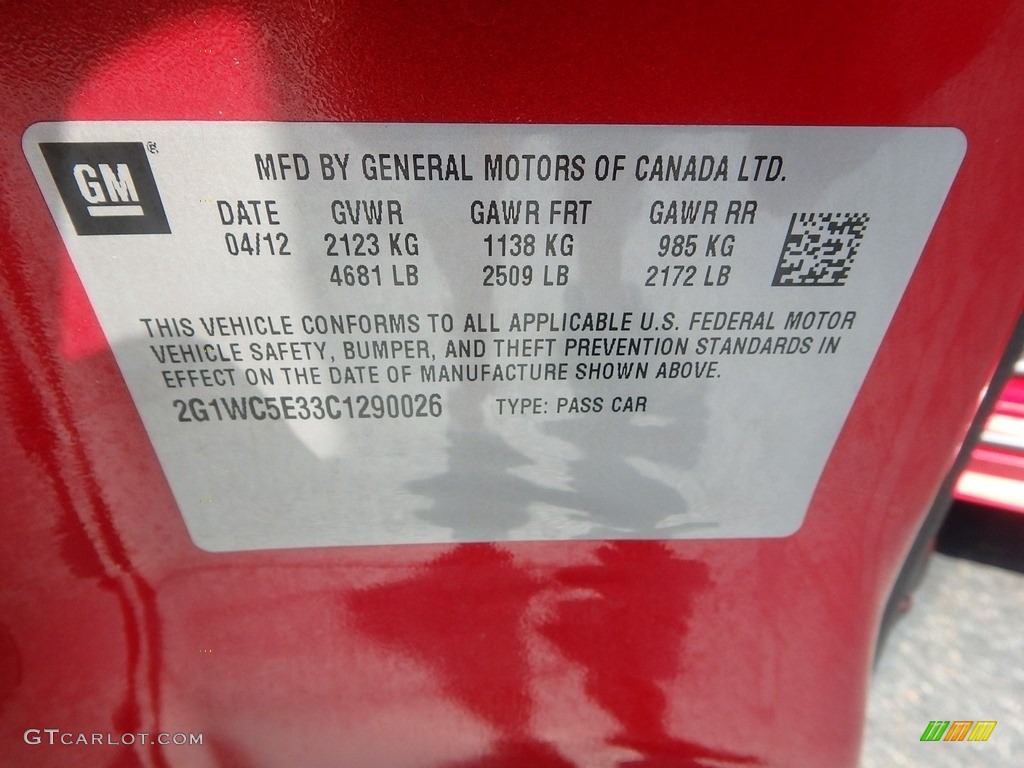 GM®
MFD BY GENERAL MOTORS OF CANADA LTD.
DATE GVWR GAWR FRT GAWR RR
04/12 2123 KG 1138 KG 985 KG
4681 LB 2509 LB 2172 LB
THIS VEHICLE CONFORMS TO ALL APPLICABLE U.S. FEDERAL MOTOR
VEHICLE SAFETY, BUMPER, AND THEFT PREVENTION STANDARDS IN
EFFECT ON THE DATE OF MANUFACTURE SHOWN ABOVE.
2G1WC5E33C1290026 TYPE: PASS CAR
GTCARLOT.COM